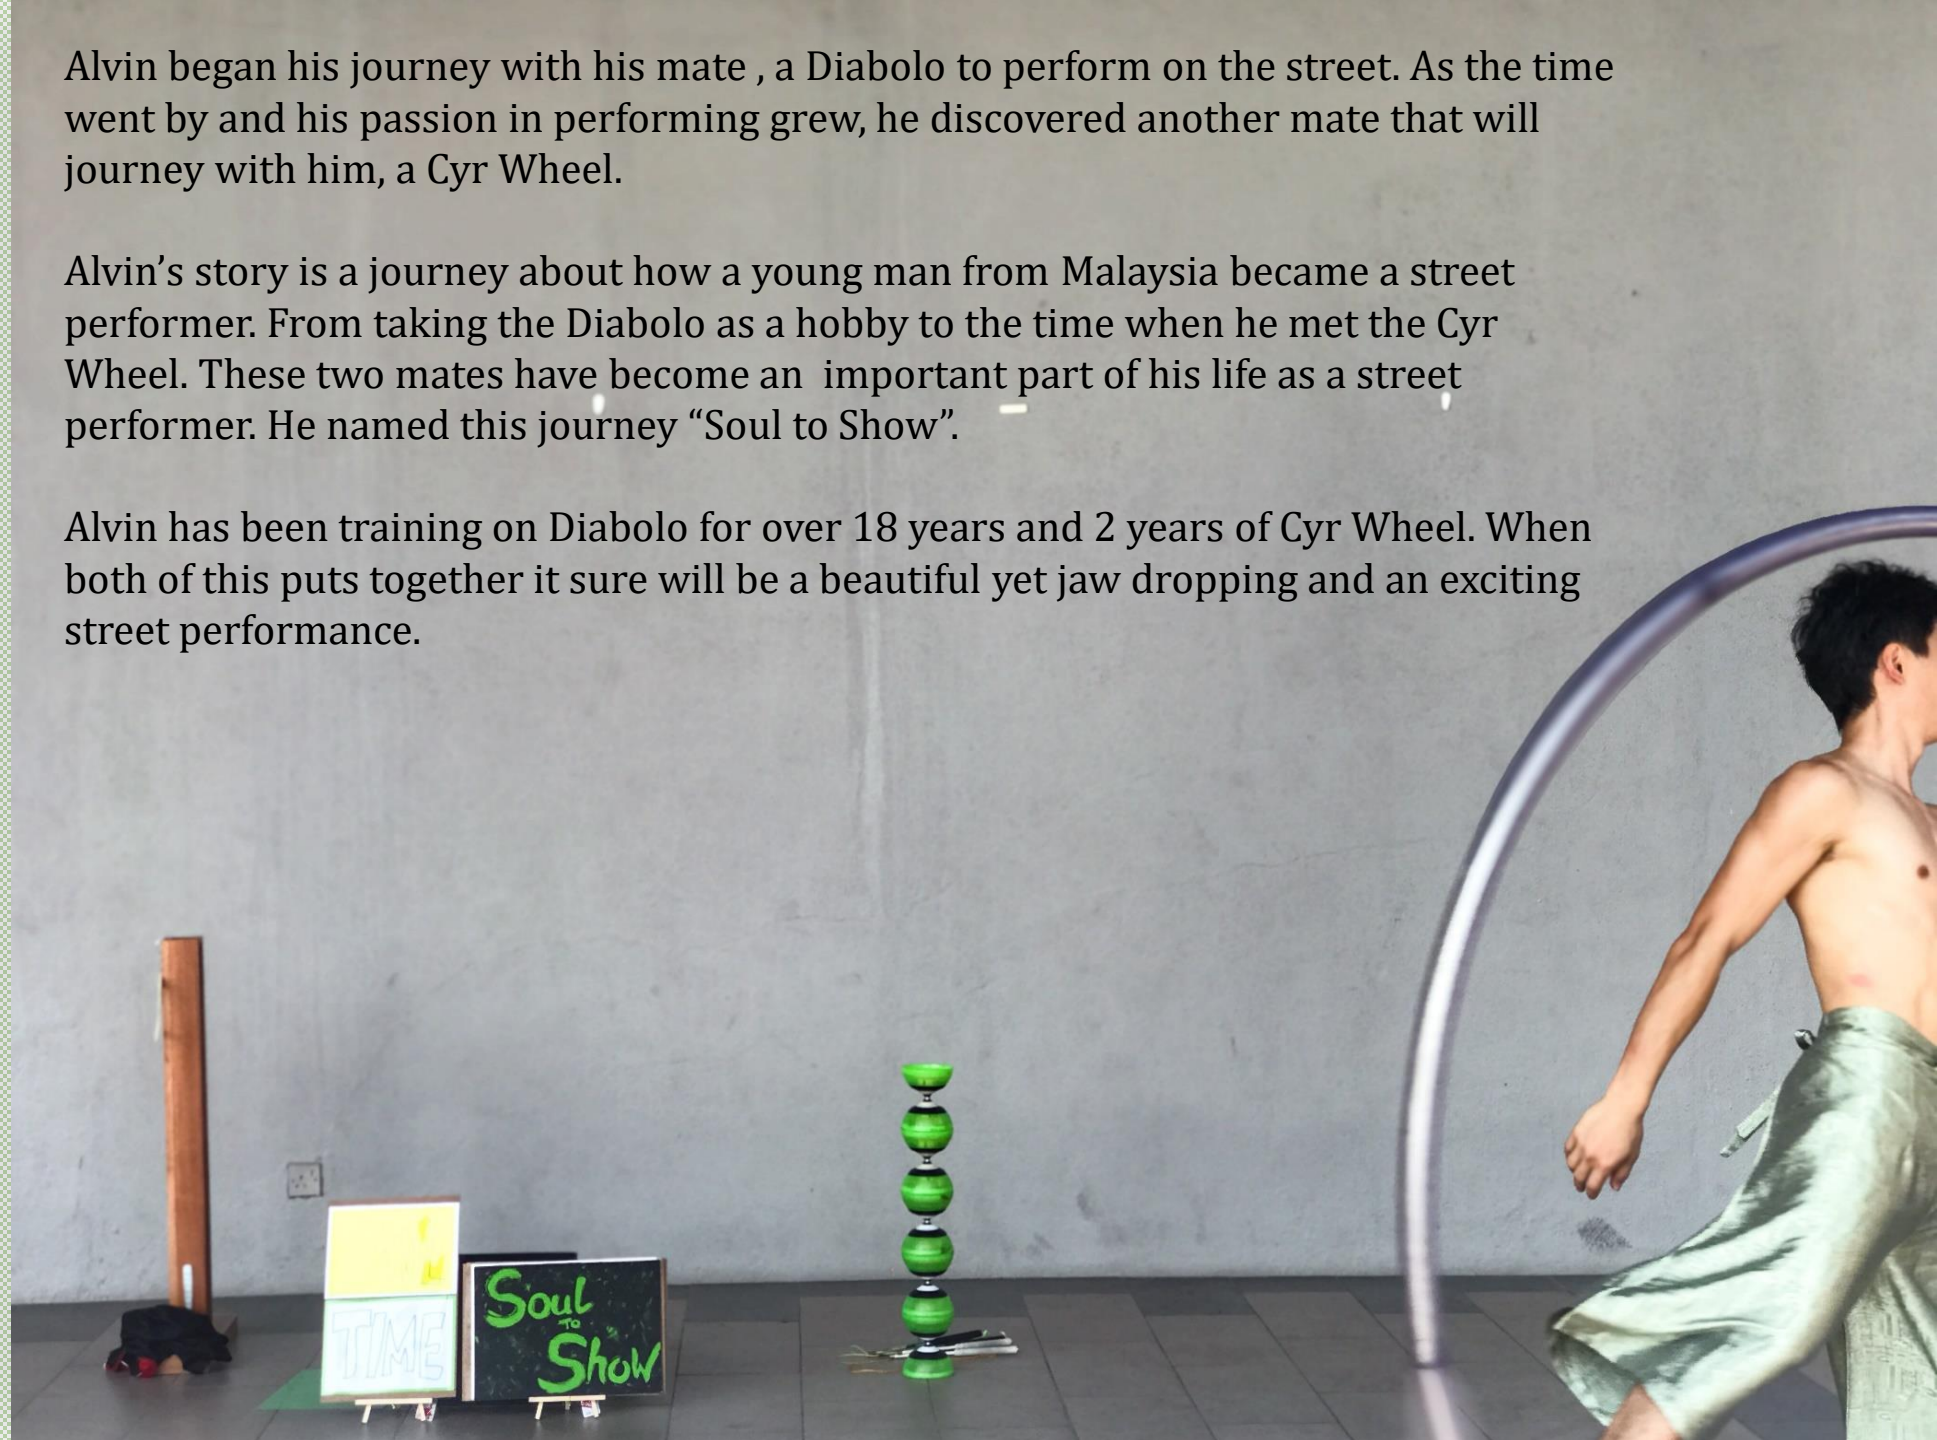 Alvin began his journey with his mate , a Diabolo to perform on the street. As the time
went by and his passion in performing grew, he discovered another mate that will
journey with him, a Cyr Wheel.
Alvin’s story is a journey about how a young man from Malaysia became a street
performer. From taking the Diabolo as a hobby to the time when he met the Cyr
Wheel. These two mates have become an  important part of his life as a street
performer. He named this journey “Soul to Show”.
Alvin has been training on Diabolo for over 18 years and 2 years of Cyr Wheel. When
both of this puts together it sure will be a beautiful yet jaw dropping and an exciting
street performance.
TIME
Soul
TO
Show